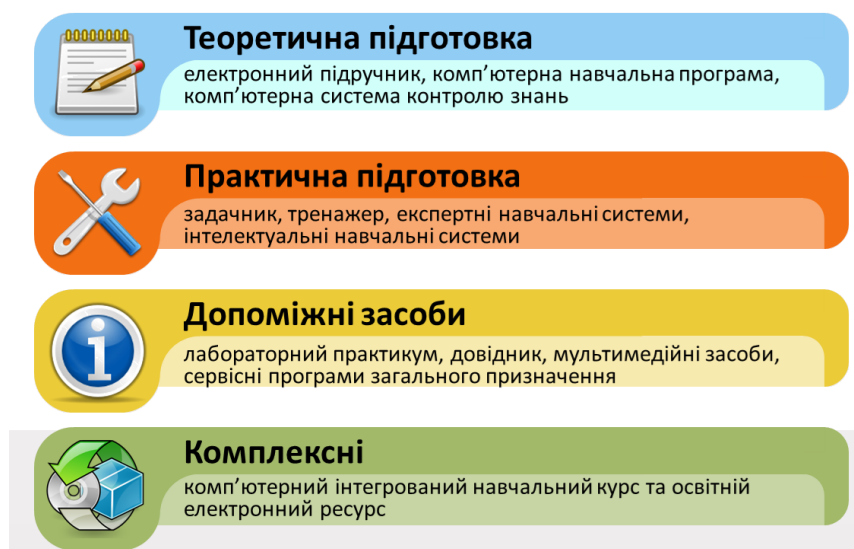 Теоретична підготовка
електронний підручник, комп’ютерна навчальна програма,
комп’ютерна система контролю знань
Практична підготовка
задачник, тренажер, експертні навчальні системи,
інтелектуальні навчальні системи
Допоміжні засоби
лабораторний практикум, довідник, мультимедійні засоби,
сервісні програми загального призначення
Комплексні
комп’ютерний інтегрований навчальний курс та освітній
електронний ресурс